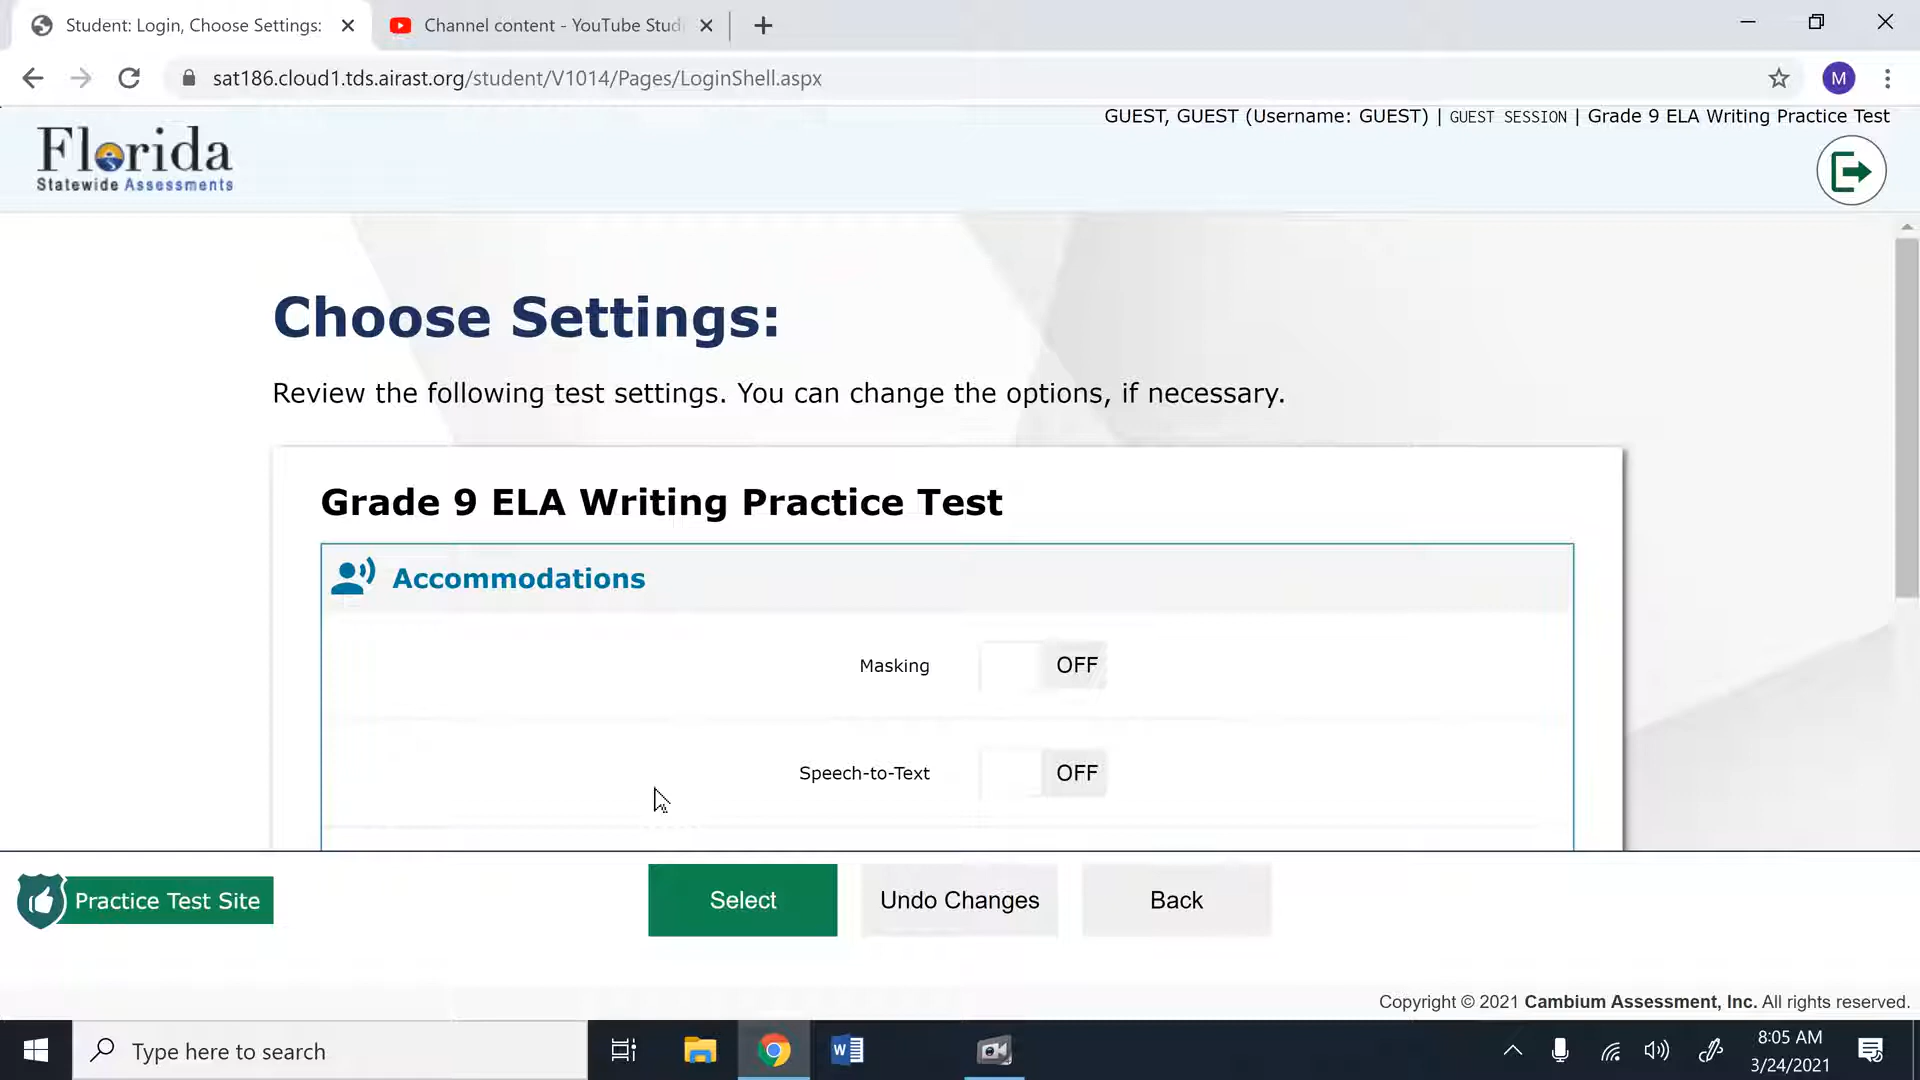 Student: Login, Choose Settings:
Channel content - YouTube Stud
sat186.cloud1.tds.airast.org/student/V1014/Pages/LoginShell.aspx
M
GUEST, GUEST (Username: GUEST) | GUEST SESSION | Grade 9 ELA Writing Practice Test
Florida
Statewide Assessments
Choose Settings:
Review the following test settings. You can change the options, if necessary.
Grade 9 ELA Writing Practice Test
Accommodations
Masking OFF
Speech-to-Text OFF
Practice Test Site
Select
Undo Changes
Back
Copyright © 2021 Cambium Assessment, Inc. All rights reserved.
Type here to search
8:05 AM
3/24/2021